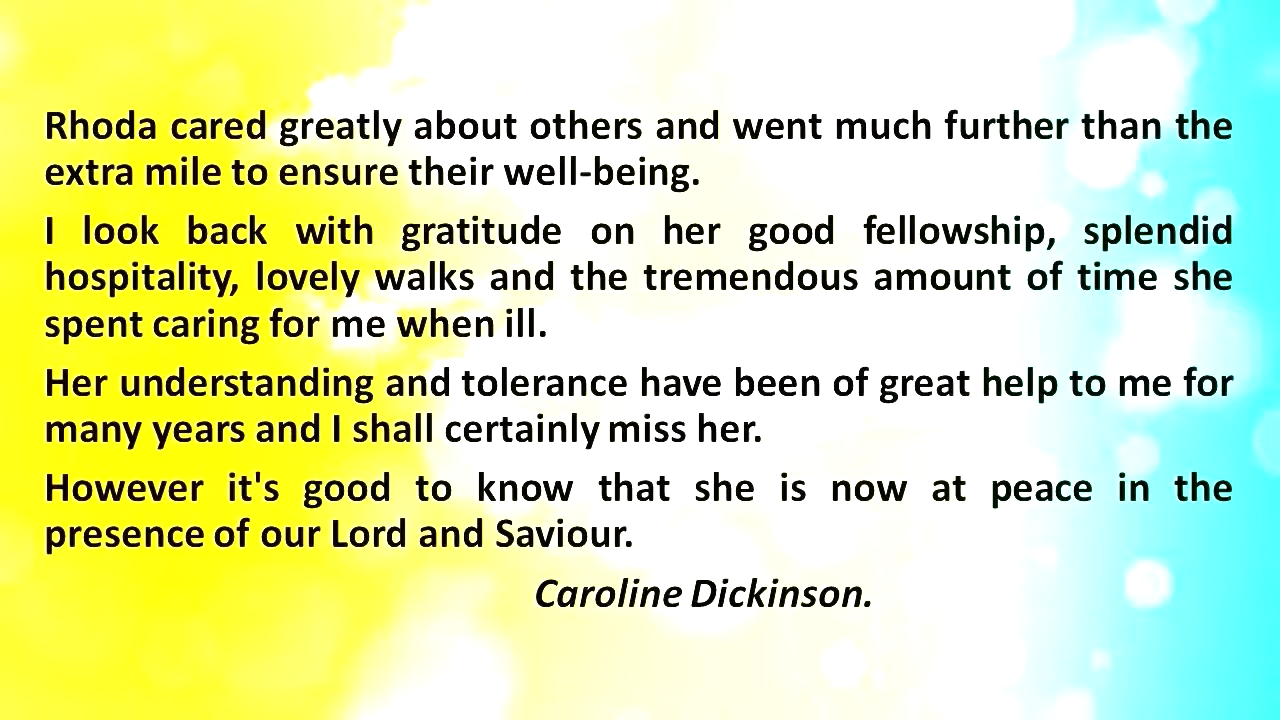 Rhoda cared greatly about others and went much further than the
extra mile to ensure their well-being.
I look back with gratitude on her good fellowship, splendid
hospitality, lovely walks and the tremendous amount of time she
spent caring for me when ill.
Her understanding and tolerance have been of great help to me for
many years and I shall certainly miss her.
However it's good to know that she is now at peace in the
presence of our Lord and Saviour.
Caroline Dickinson.